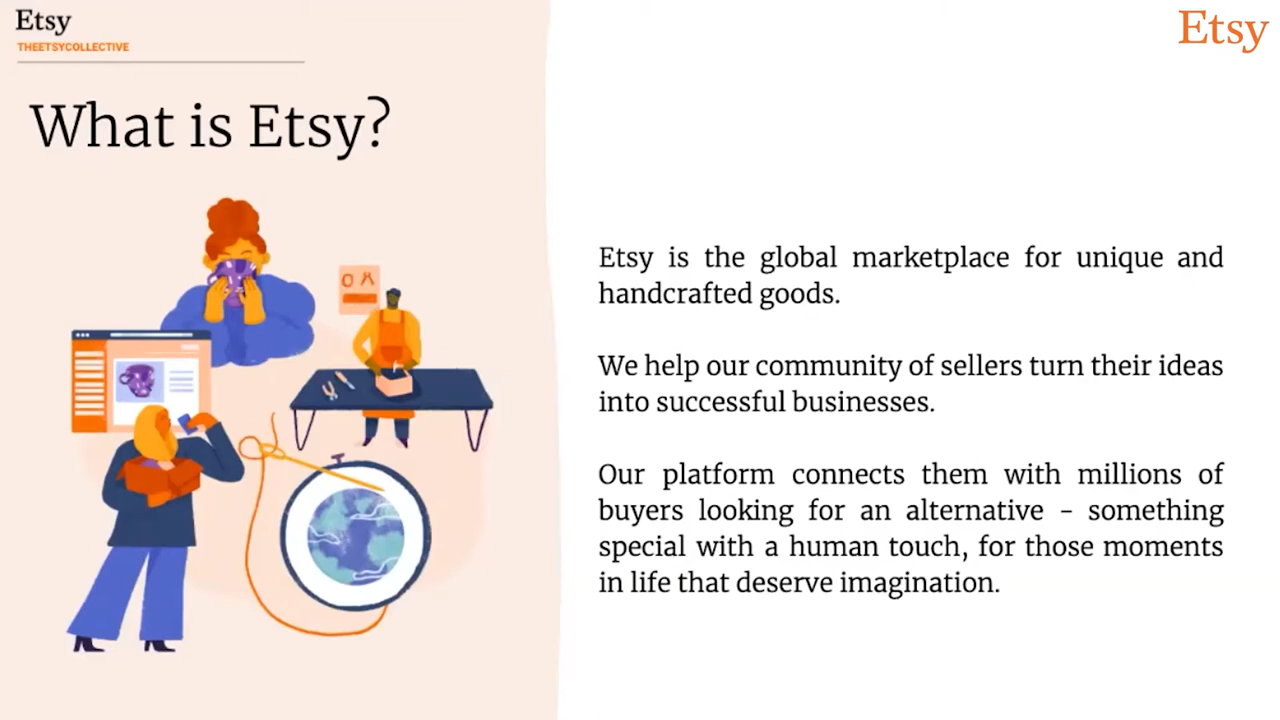 Etsy
THEETSYCOLLECTIVE
Etsy
What is Etsy?
Etsy is the global marketplace for unique and
handcrafted goods.
We help our community of sellers turn their ideas
into successful businesses.
Our platform connects them with millions of
buyers looking for an alternative - something
special with a human touch, for those moments
in life that deserve imagination.